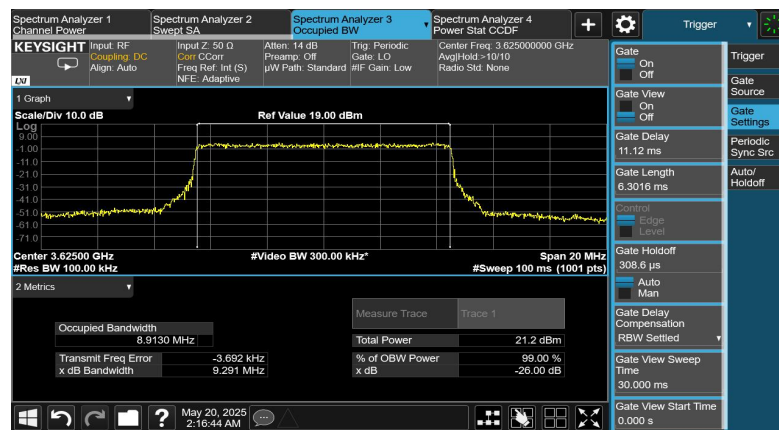 Spectrum Analyzer 1
Channel Power
Spectrum Analyzer 2
Swept SA
Spectrum Analyzer 3
Occupied BW
Spectrum Analyzer 4
Power Stat CCDF
Trigger
KEYSIGHT
LXI
Input: RF
Coupling: DC
Align: Auto
Input Z: 50 Ω
Corr CCorr
Freq Ref: Int (S)
NFE: Adaptive
Atten: 14 dB
Preamp: Off
µW Path: Standard
Trig: Periodic
Gate: LO
#IF Gain: Low
Center Freq: 3.625000000 GHz
Avg|Hold:>10/10
Radio Std: None
1 Graph
Scale/Div 10.0 dB
Ref Value 19.00 dBm
Log
9.00
-1.00
-11.0
-21.0
-31.0
-41.0
-51.0
-61.0
-71.0
Center 3.62500 GHz
#Video BW 300.00 kHz*
Span 20 MHz
#Res BW 100.00 kHz
#Sweep 100 ms (1001 pts)
2 Metrics
Measure Trace
Trace 1
Occupied Bandwidth
8.9130 MHz
Total Power
21.2 dBm
Transmit Freq Error
-3.692 kHz
% of OBW Power
99.00 %
x dB Bandwidth
9.291 MHz
x dB
-26.00 dB
May 20, 2025
2:16:44 AM
Gate
On
Off
Gate View
On
Off
Gate Delay
11.12 ms
Gate Length
6.3016 ms
Control
Edge
Level
Gate Holdoff
308.6 µs
Auto
Man
Gate Delay
Compensation
RBW Settled
Gate View Sweep
Time
30.000 ms
Gate View Start Time
0.000 s
Trigger
Gate
Source
Gate
Settings
Periodic
Sync Src
Auto/
Holdoff